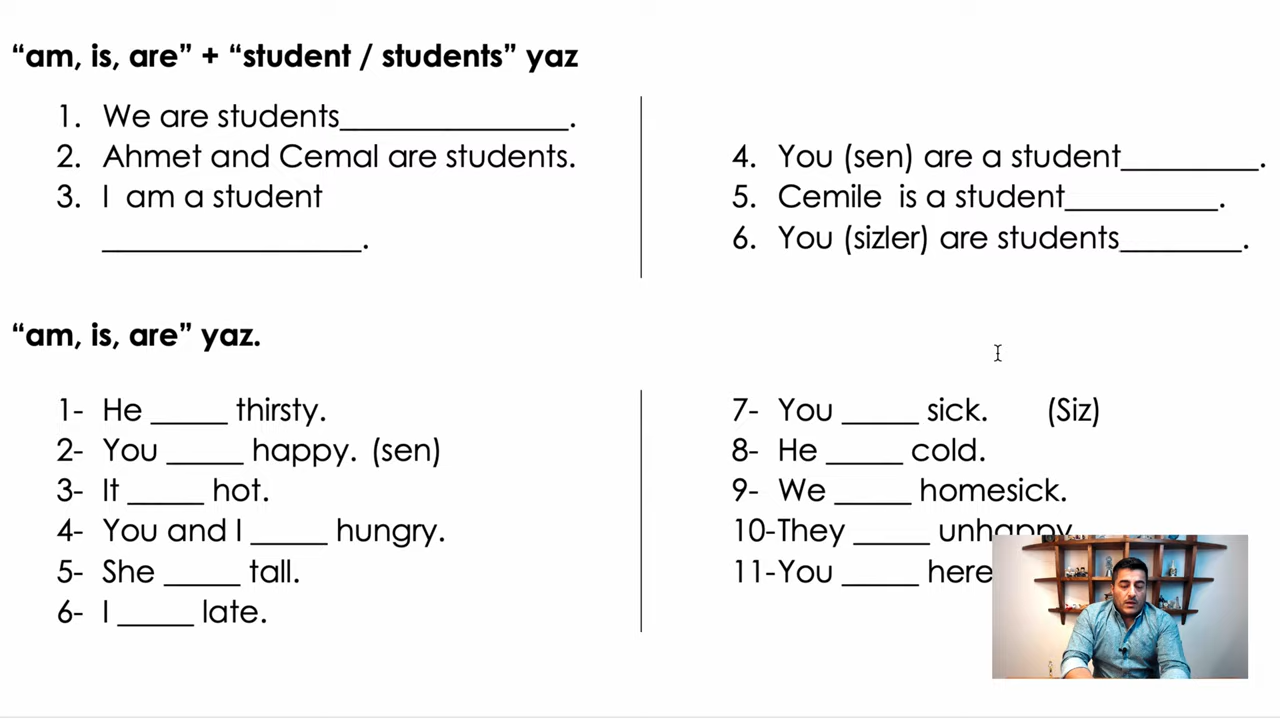 “am, is, are” + “student / students” yaz
1. We are students_______________.
2. Ahmet and Cemal are students.
3. I am a student
_________________.
4. You (sen) are a student_________.
5. Cemile is a student__________.
6. You (sizler) are students________.
“am, is, are” yaz.
1- He _____ thirsty.
2- You _____ happy. (sen)
3- It _____ hot.
4- You and I _____ hungry.
5- She _____ tall.
6- I _____ late.
7- You _____ sick. (Siz)
8- He _____ cold.
9- We _____ homesick.
10-They _____ unhappy
11-You _____ here